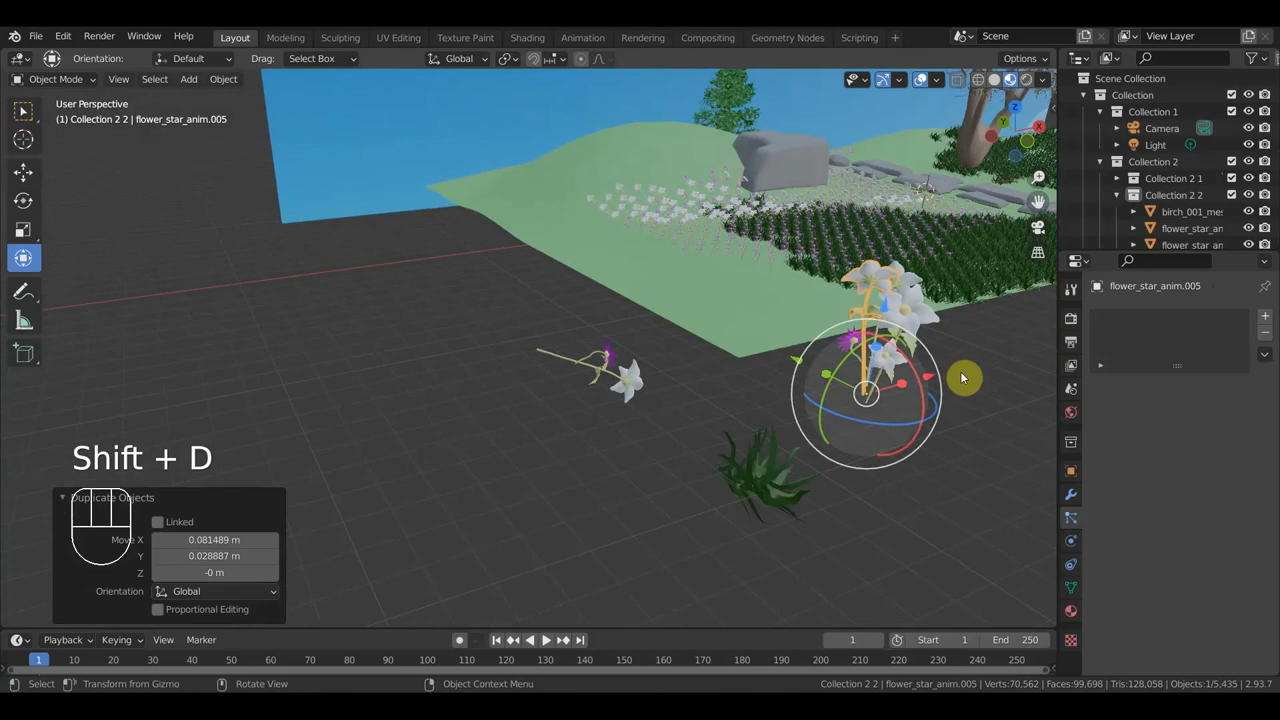 File Edit Render Window Help Layout Modeling Sculpting UV Editing Texture Paint Shading Animation Rendering Compositing Geometry Nodes Scripting + Scene View Layer
Orientation: Default Drag: Select Box Global Options
Object Mode View Select Add Object
User Perspective
(1) Collection 2 2 | flower_star_anim.005
Scene Collection
Collection
Collection 1
Camera
Light
Collection 2
Collection 2 1
Collection 2 2
birch_001_mes
flower_star_an
flower_star_an
flower_star_anim.005
Z
Y
X
Shift + D
Duplicate Objects
Linked
Move X 0.081489 m
Y 0.028887 m
Z -0 m
Orientation Global
Proportional Editing
Playback Keying View Marker 1 Start 1 End 250
1 10 20 30 40 50 60 70 80 90 100 110 120 130 140 150 160 170 180 190 200 210 220 230 240 250
Select Transform from Gizmo Rotate View Object Context Menu Collection 2 2 | flower_star_anim.005 | Verts:70,562 | Faces:99,698 | Tris:128,058 | Objects:1/5,435 | 2.93.7